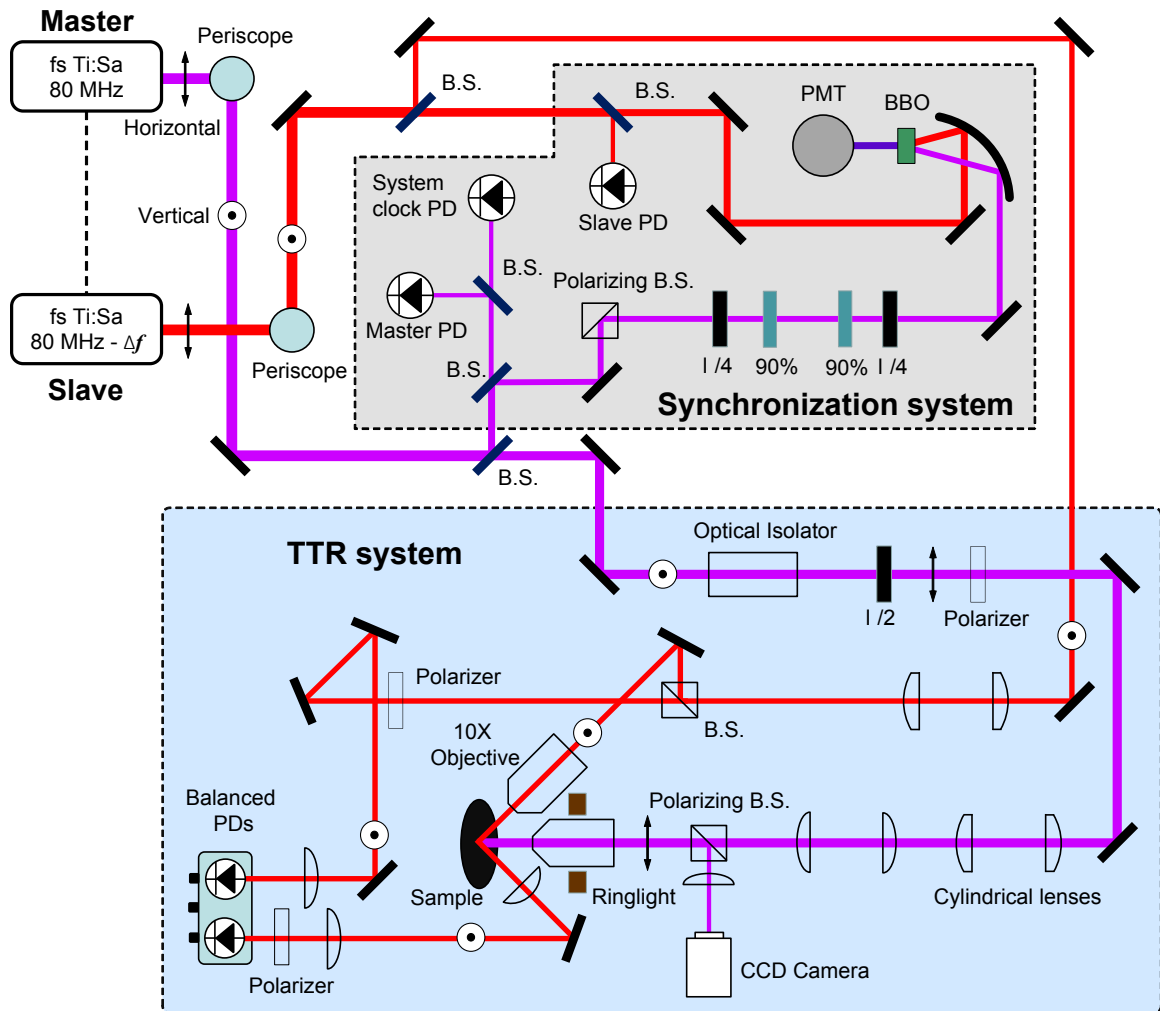 Master
fs Ti:Sa
80 MHz
Periscope
Horizontal
Vertical
fs Ti:Sa
80 MHz - Δf
Slave
Periscope
B.S.
B.S.
PMT
BBO
System
clock PD
Slave PD
B.S.
Polarizing B.S.
Master PD
B.S.
l /4
90%
90%
l /4
Synchronization system
B.S.
TTR system
Optical Isolator
l /2
Polarizer
Polarizer
B.S.
10X
Objective
Balanced
PDs
Polarizing B.S.
Sample
Ringlight
Cylindrical lenses
CCD Camera
Polarizer